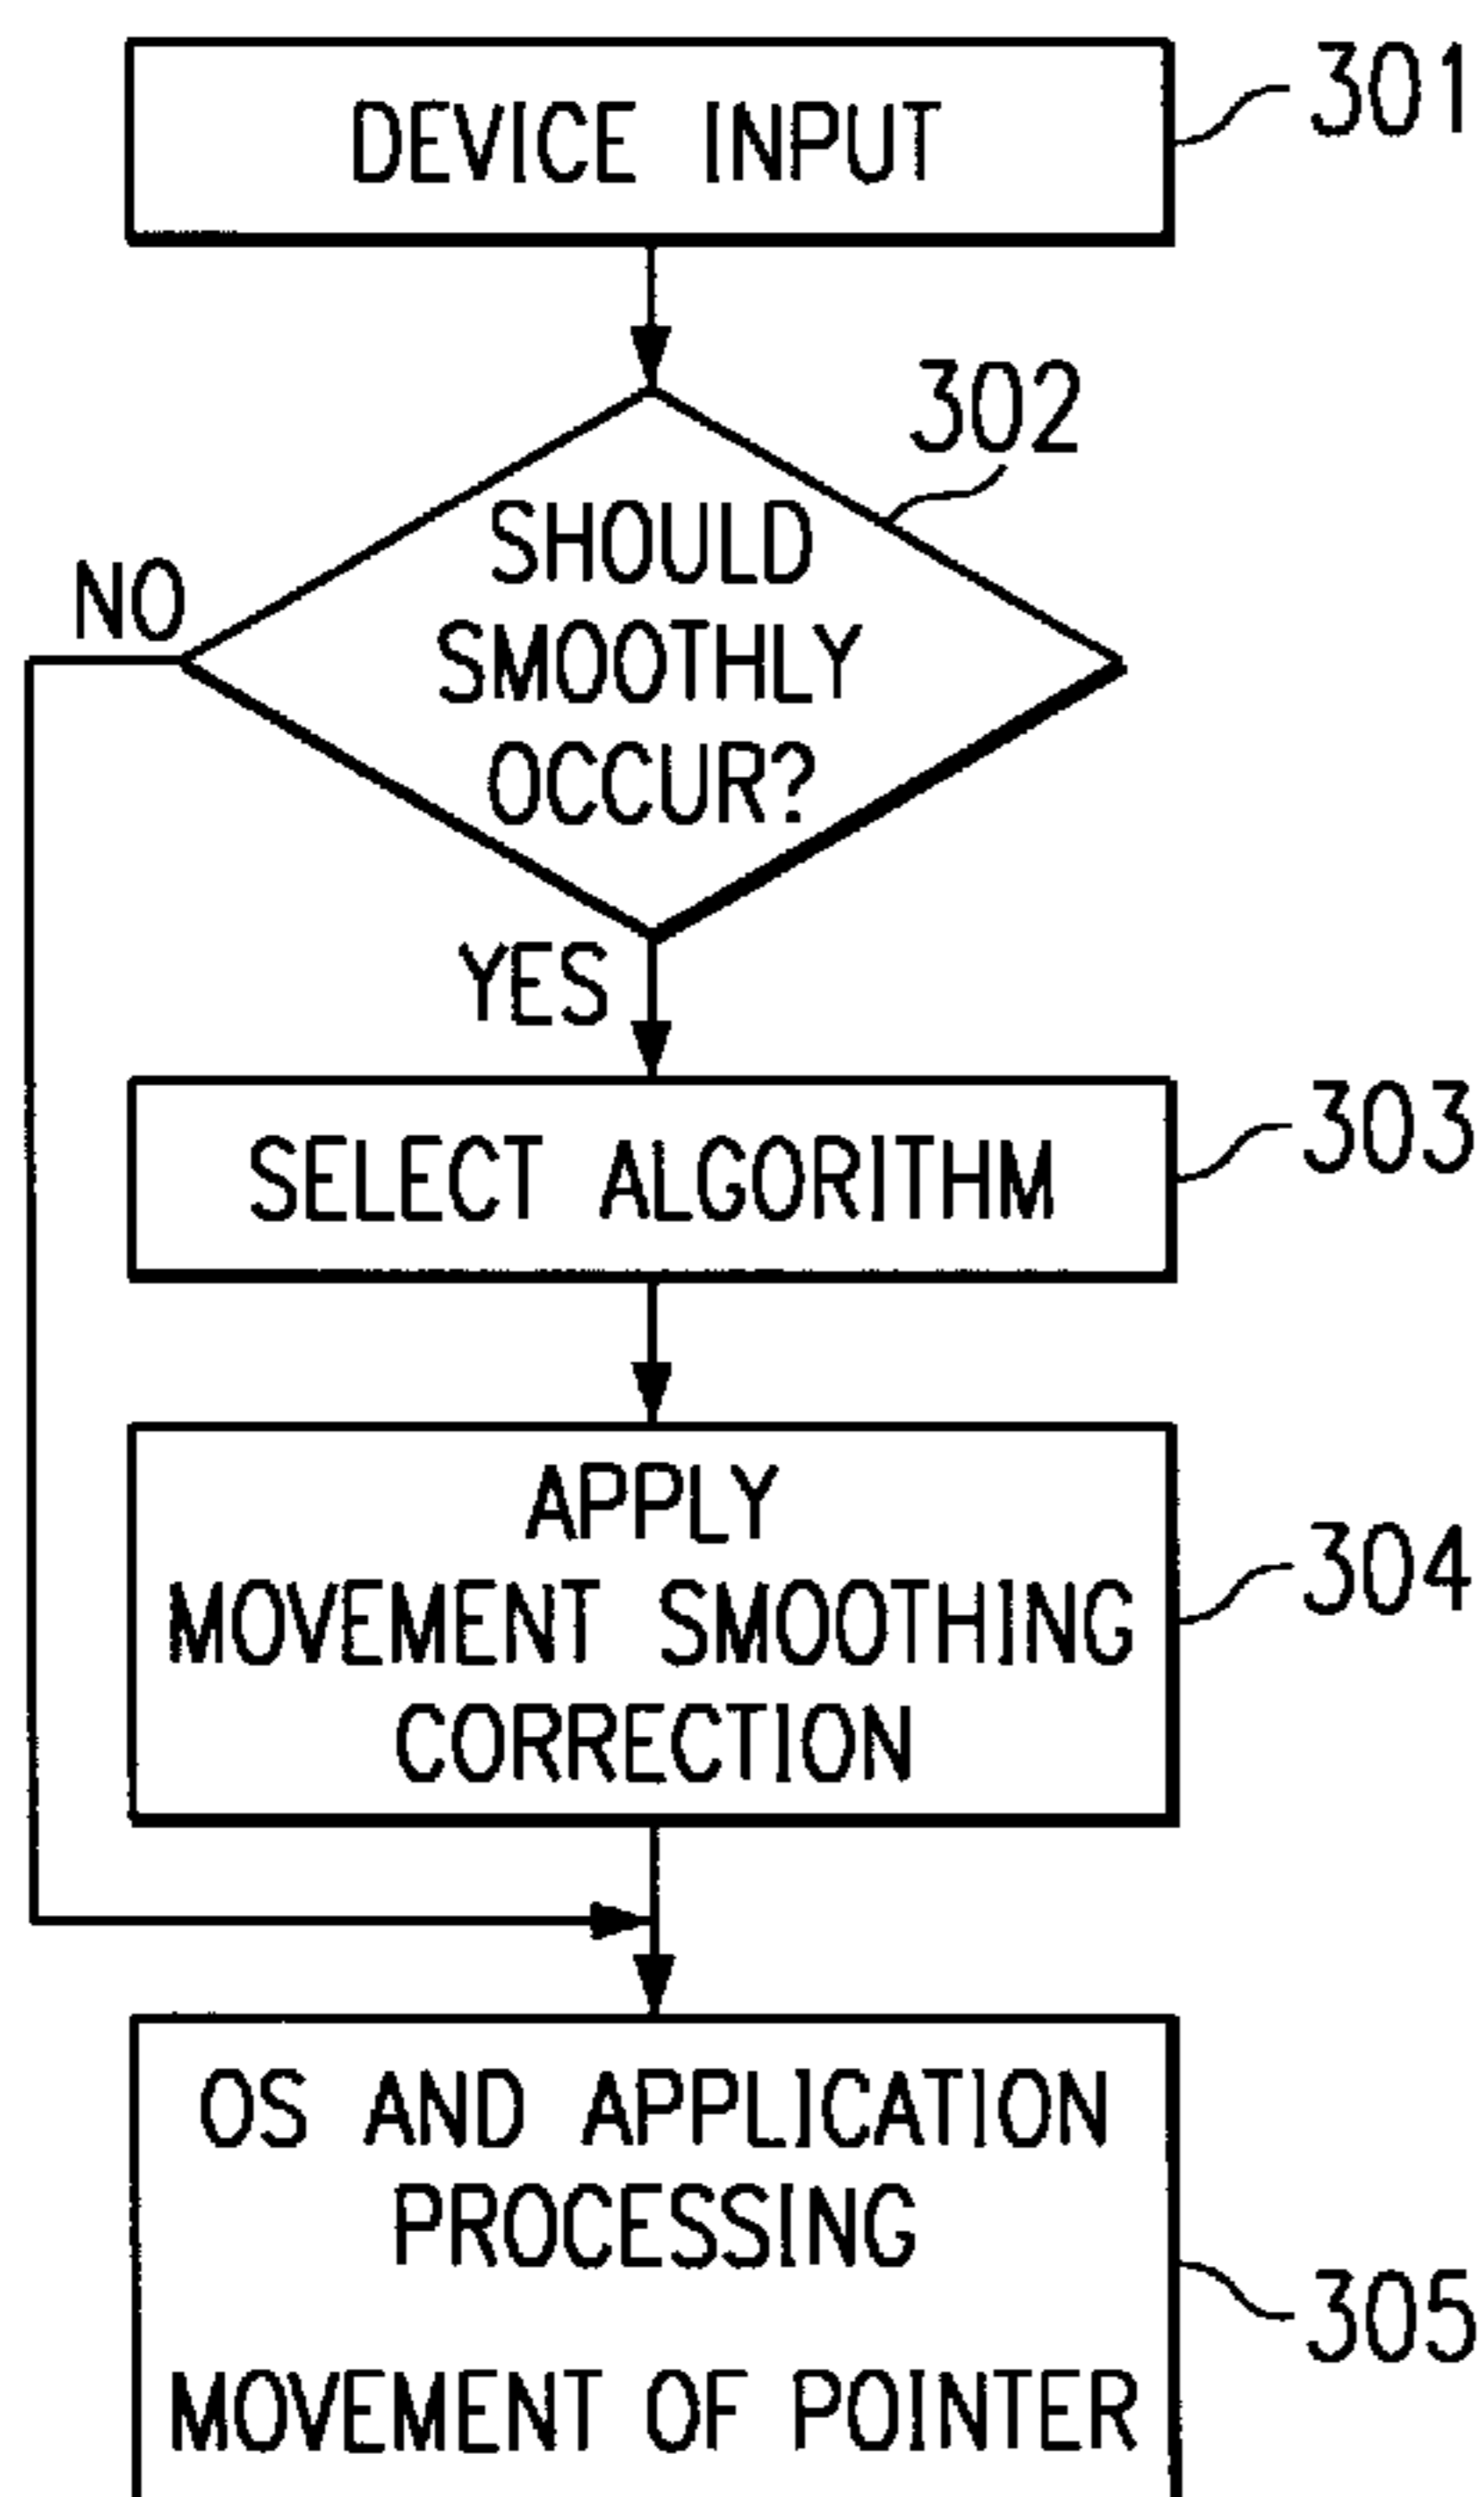 DEVICE INPUT
301
302
SHOULD
SMOOTHLY
OCCUR?
NO
YES
SELECT ALGORITHM
303
APPLY
MOVEMENT SMOOTHING
CORRECTION
304
OS AND APPLICATION
PROCESSING
MOVEMENT OF POINTER
305